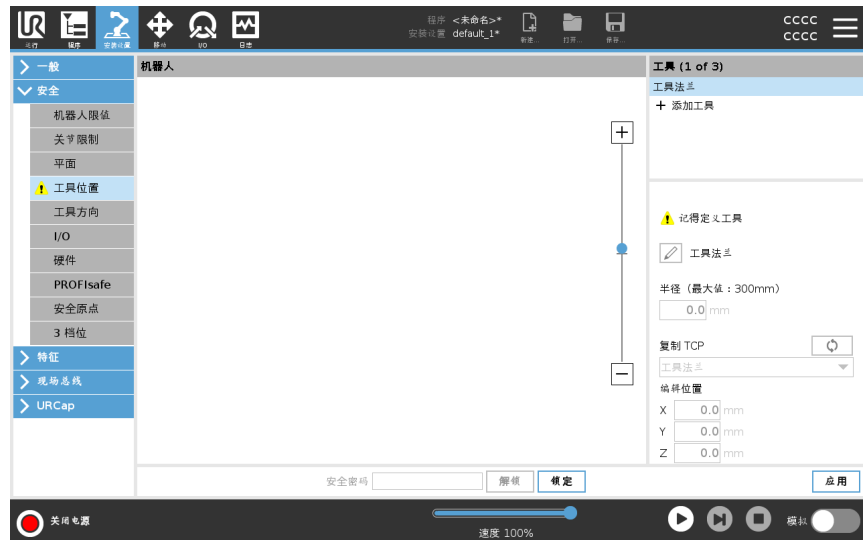 UR
运行
程序
安装设置
移动
I/O
日志
程序 <未命名>*
安装设置 default_1*
新建...
打开...
保存...
cccc
cccc
一般
安全
机器人限值
关节限制
平面
工具位置
工具方向
I/O
硬件
PROFIsafe
安全原点
3 档位
特征
现场总线
URCap
机器人
工具 (1 of 3)
工具法兰
添加工具
记得定义工具
工具法兰
半径（最大值：300mm）
0.0 mm
复制 TCP
工具法兰
编辑位置
X 0.0 mm
Y 0.0 mm
Z 0.0 mm
安全密码
解锁
锁定
应用
关闭电源
速度 100%
模拟